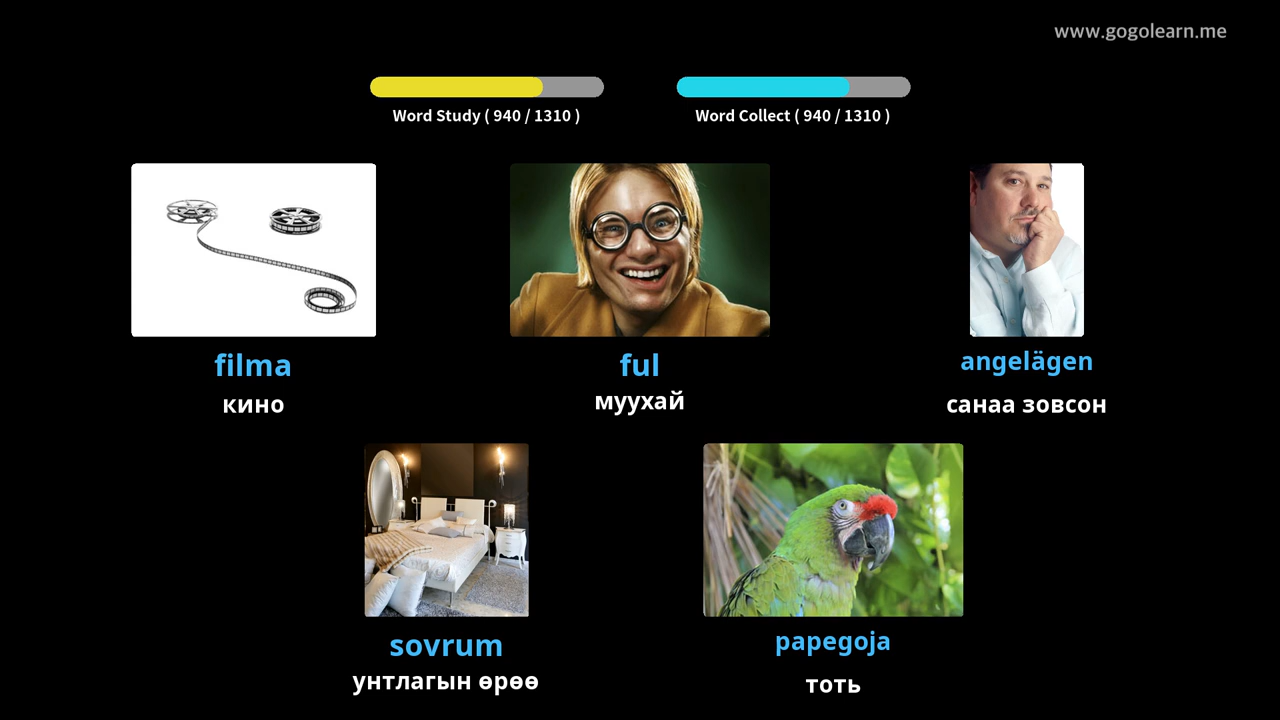 www.gogolearn.me
Word Study ( 940 / 1310 )
Word Collect ( 940 / 1310 )
filma
кино
ful
муухай
angelägen
санаа зовсон
sovrum
унтлагын өрөө
papegoja
тоть